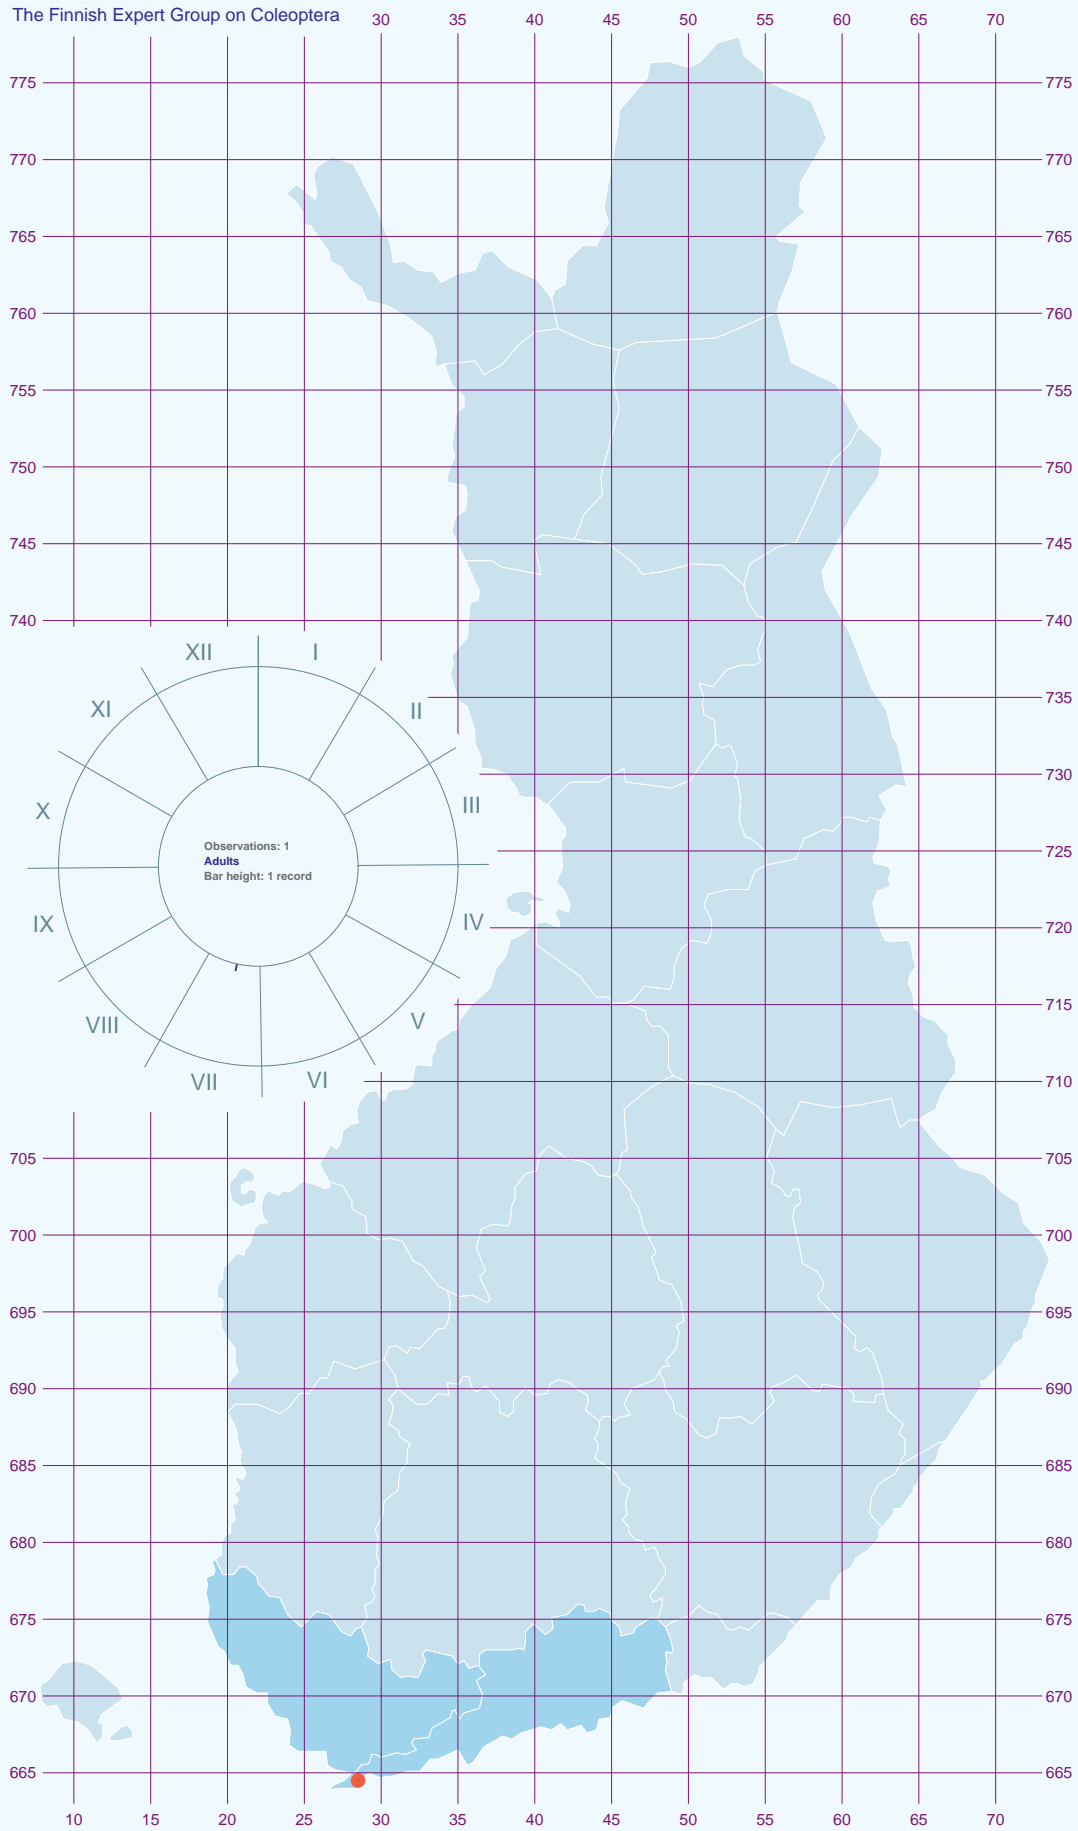 The Finnish Expert Group on Coleoptera
30 40 50 60 70
35 45 55 65
775 775
770 770
765 765
760 760
755 755
750 750
745 745
740 740
735
730
725
720
715
710
705 705
700 700
695 695
690 690
685 685
680 680
675 675
670 670
665 665
10 15 20 25 30 35 40 45 50 55 60 65 70
XII I
XI II
X III
Observations: 1
Adults
Bar height: 1 record
IX IV
VIII V
VII VI